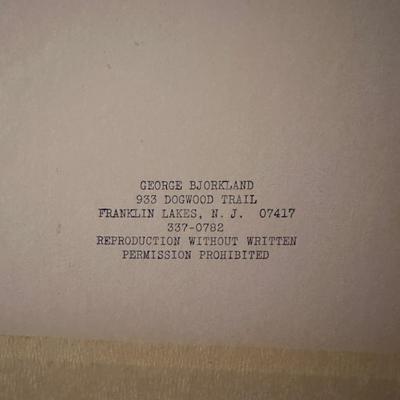 GEORGE BJORKLAND
933 DOGWOOD TRAIL
FRANKLIN LAKES, N. J.  07417
337-0782
REPRODUCTION WITHOUT WRITTEN
PERMISSION PROHIBITED